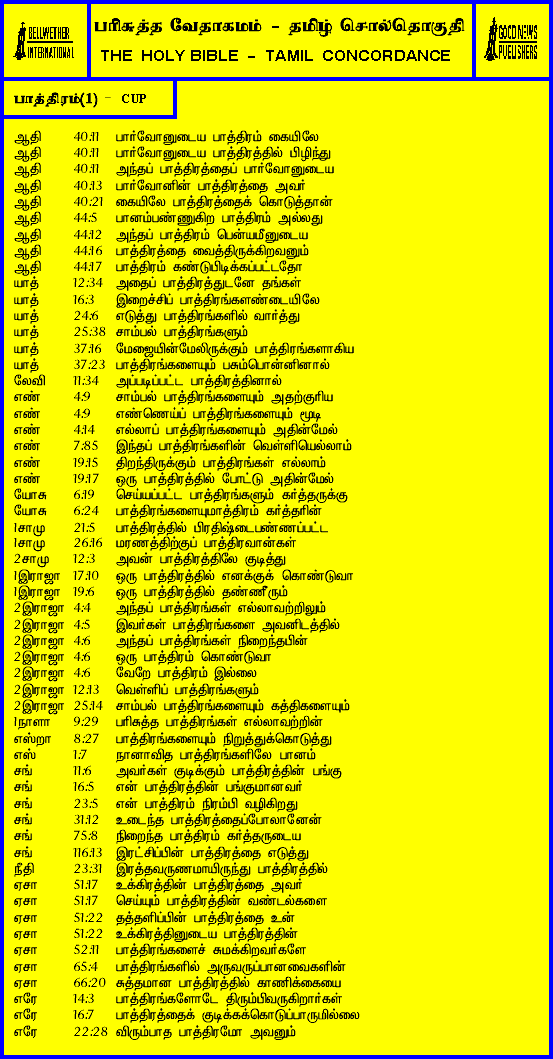 BELLWETHER
INTERNATIONAL
பரிசுத்த வேதாகமம் - தமிழ் சொல்தொகுதி
THE HOLY BIBLE - TAMIL CONCORDANCE
GOOD NEWS
PUBLISHERS
பாத்திரம்(1) - CUP
ஆதி 40:11 பார்வோனுடைய பாத்திரம் கையிலே
ஆதி 40:11 பார்வோனுடைய பாத்திரத்தில் பிழிந்து
ஆதி 40:11 அந்தப் பாத்திரத்தைப் பார்வோனுடைய
ஆதி 40:13 பார்வோனின் பாத்திரத்தை அவர்
ஆதி 40:21 கையிலே பாத்திரத்தைக் கொடுத்தான்
ஆதி 44:5 பானம்பண்ணுகிற பாத்திரம் அல்லது
ஆதி 44:12 அந்தப் பாத்திரம் பென்யமீனுடைய
ஆதி 44:16 பாத்திரத்தை வைத்திருக்கிறவனும்
ஆதி 44:17 பாத்திரம் கண்டுபிடிக்கப்பட்டதோ
யாத் 12:34 அதைப் பாத்திரத்துடனே தங்கள்
யாத் 16:3 இறைச்சிப் பாத்திரங்களண்டையிலே
யாத் 24:6 எடுத்து பாத்திரங்களில் வார்த்து
யாத் 25:38 சாம்பல் பாத்திரங்களும்
யாத் 37:16 மேஜையின்மேலிருக்கும் பாத்திரங்களாகிய
யாத் 37:23 பாத்திரங்களையும் பசும்பொன்னினால்
லேவி 11:34 அப்படிப்பட்ட பாத்திரத்தினால்
எண் 4:9 சாம்பல் பாத்திரங்களையும் அதற்குரிய
எண் 4:9 எண்ணெய்ப் பாத்திரங்களையும் மூடி
எண் 4:14 எல்லாப் பாத்திரங்களையும் அதின்மேல்
எண் 7:85 இந்தப் பாத்திரங்களின் வெள்ளியெல்லாம்
எண் 19:15 திறந்திருக்கும் பாத்திரங்கள் எல்லாம்
எண் 19:17 ஒரு பாத்திரத்தில் போட்டு அதின்மேல்
யோசு 6:19 செய்யப்பட்ட பாத்திரங்களும் கர்த்தருக்கு
யோசு 6:24 பாத்திரங்களையுமாத்திரம் கர்த்தரின்
1சாமு 21:5 பாத்திரத்தில் பிரதிஷ்டைபண்ணப்பட்ட
1சாமு 26:16 மரணத்திற்குப் பாத்திரவான்கள்
2சாமு 12:3 அவன் பாத்திரத்திலே குடித்து
1இராஜா 17:10 ஒரு பாத்திரத்தில் எனக்குக் கொண்டுவா
1இராஜா 19:6 ஒரு பாத்திரத்தில் தண்ணீரும்
2இராஜா 4:4 அந்தப் பாத்திரங்கள் எல்லாவற்றிலும்
2இராஜா 4:5 இவர்கள் பாத்திரங்களை அவனிடத்தில்
2இராஜா 4:6 அந்தப் பாத்திரங்கள் நிறைந்தபின்
2இராஜா 4:6 ஒரு பாத்திரம் கொண்டுவா
2இராஜா 4:6 வேறே பாத்திரம் இல்லை
2இராஜா 12:13 வெள்ளிப் பாத்திரங்களும்
2இராஜா 25:14 சாம்பல் பாத்திரங்களையும் கத்திகளையும்
1நாளா 9:29 பரிசுத்த பாத்திரங்கள் எல்லாவற்றின்
எஸ்றா 8:27 பாத்திரங்களையும் நிறுத்துக்கொடுத்து
எஸ் 1:7 நானாவித பாத்திரங்களிலே பானம்
சங் 11:6 அவர்கள் குடிக்கும் பாத்திரத்தின் பங்கு
சங் 16:5 என் பாத்திரத்தின் பங்குமானவர்
சங் 23:5 என் பாத்திரம் நிரம்பி வழிகிறது
சங் 31:12 உடைந்த பாத்திரத்தைப்போலானேன்
சங் 75:8 நிறைந்த பாத்திரம் கர்த்தருடைய
சங் 116:13 இரட்சிப்பின் பாத்திரத்தை எடுத்து
நீதி 23:31 இரத்தவருணமாயிருந்து பாத்திரத்தில்
ஏசா 51:17 உக்கிரத்தின் பாத்திரத்தை அவர்
ஏசா 51:17 செய்யும் பாத்திரத்தின் வண்டல்களை
ஏசா 51:22 தத்தளிப்பின் பாத்திரத்தை உன்
ஏசா 51:22 உக்கிரத்தினுடைய பாத்திரத்தின்
ஏசா 52:11 பாத்திரங்களைச் சுமக்கிறவர்களே
ஏசா 65:4 பாத்திரங்களில் அருவருப்பானவைகளின்
ஏசா 66:20 சுத்தமான பாத்திரத்தில் காணிக்கையை
எரே 14:3 பாத்திரங்களோடே திரும்பிவருகிறார்கள்
எரே 16:7 பாத்திரத்தைக் குடிக்கக்கொடுப்பாருமில்லை
எரே 22:28 விரும்பாத பாத்திரமோ அவனும்